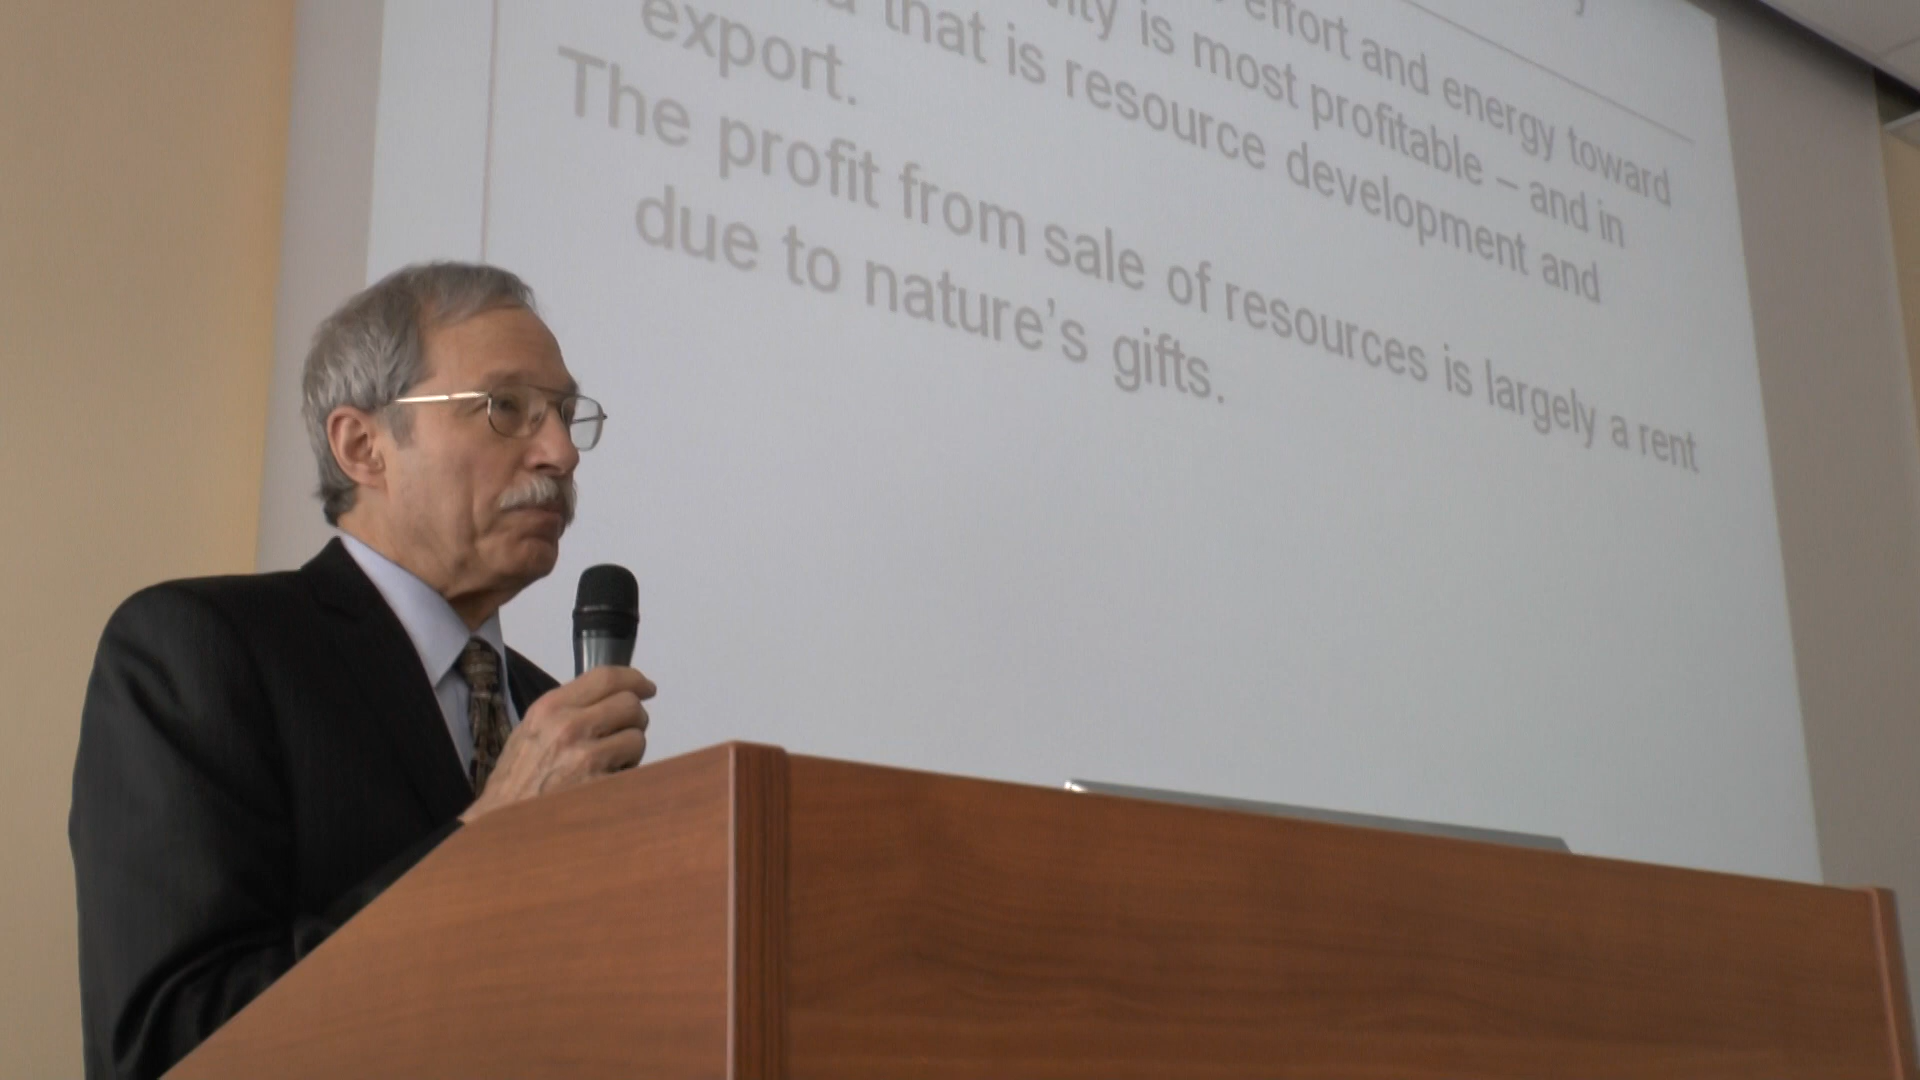 effort and energy toward
is most profitable – and in
that is resource development and
export.
The profit from sale of resources is largely a rent
due to nature’s gifts.